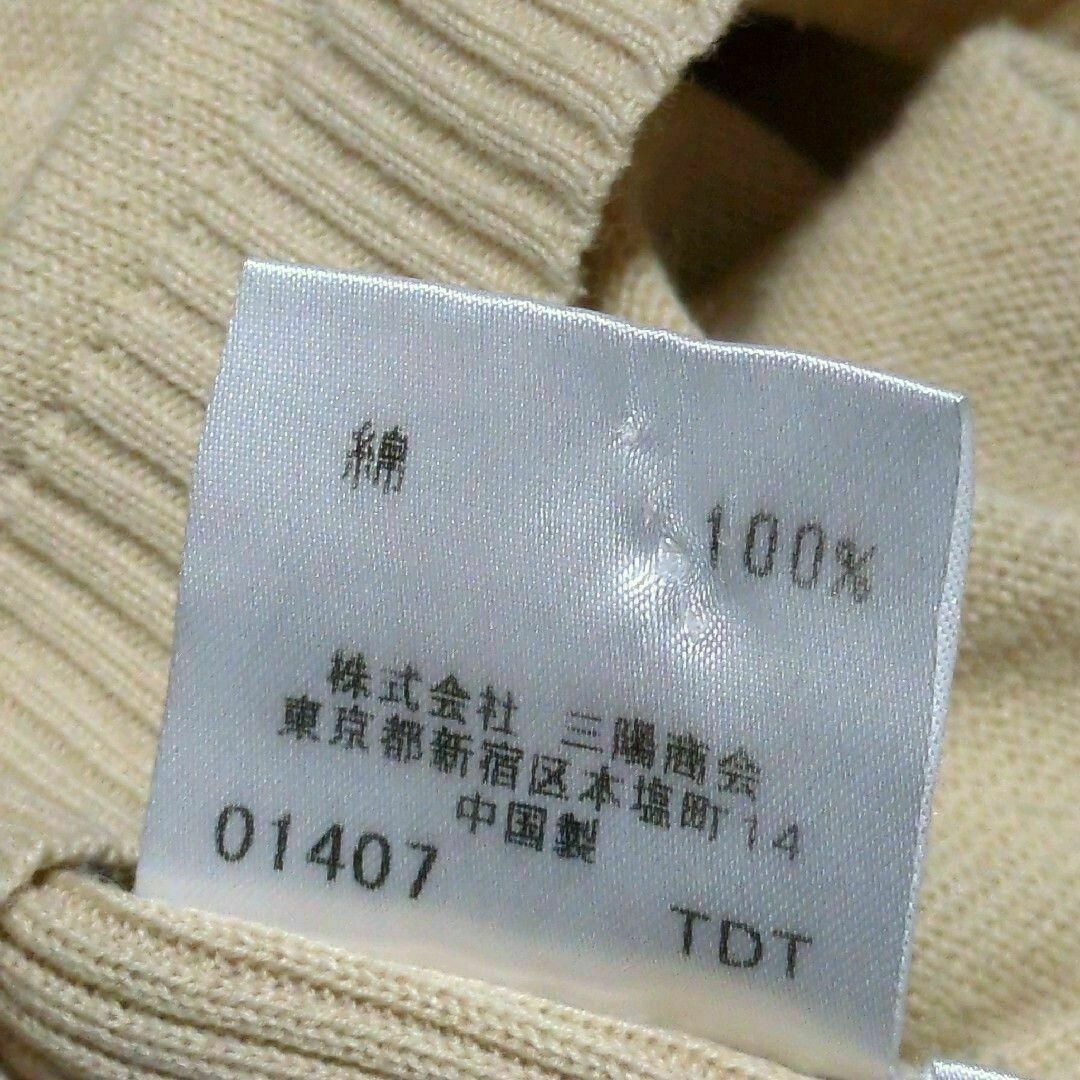 綿 100%
株式会社 三陽商会
東京都新宿区本塩町14
中国製
01407
TDT